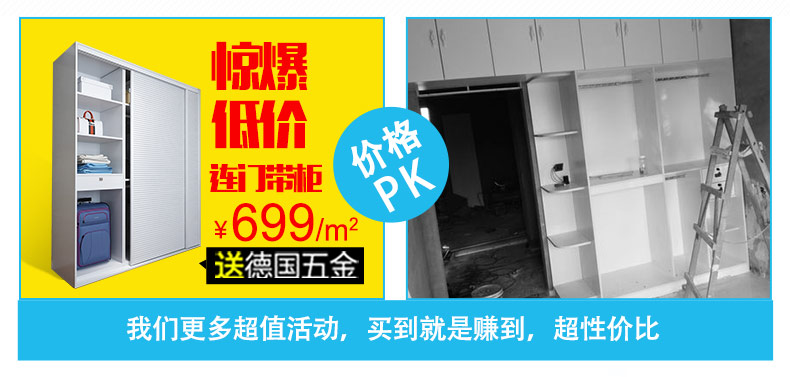 惊爆
低价
连门带柜
¥699/m²
送德国五金
价格
PK
我们更多超值活动，买到就是赚到，超性价比